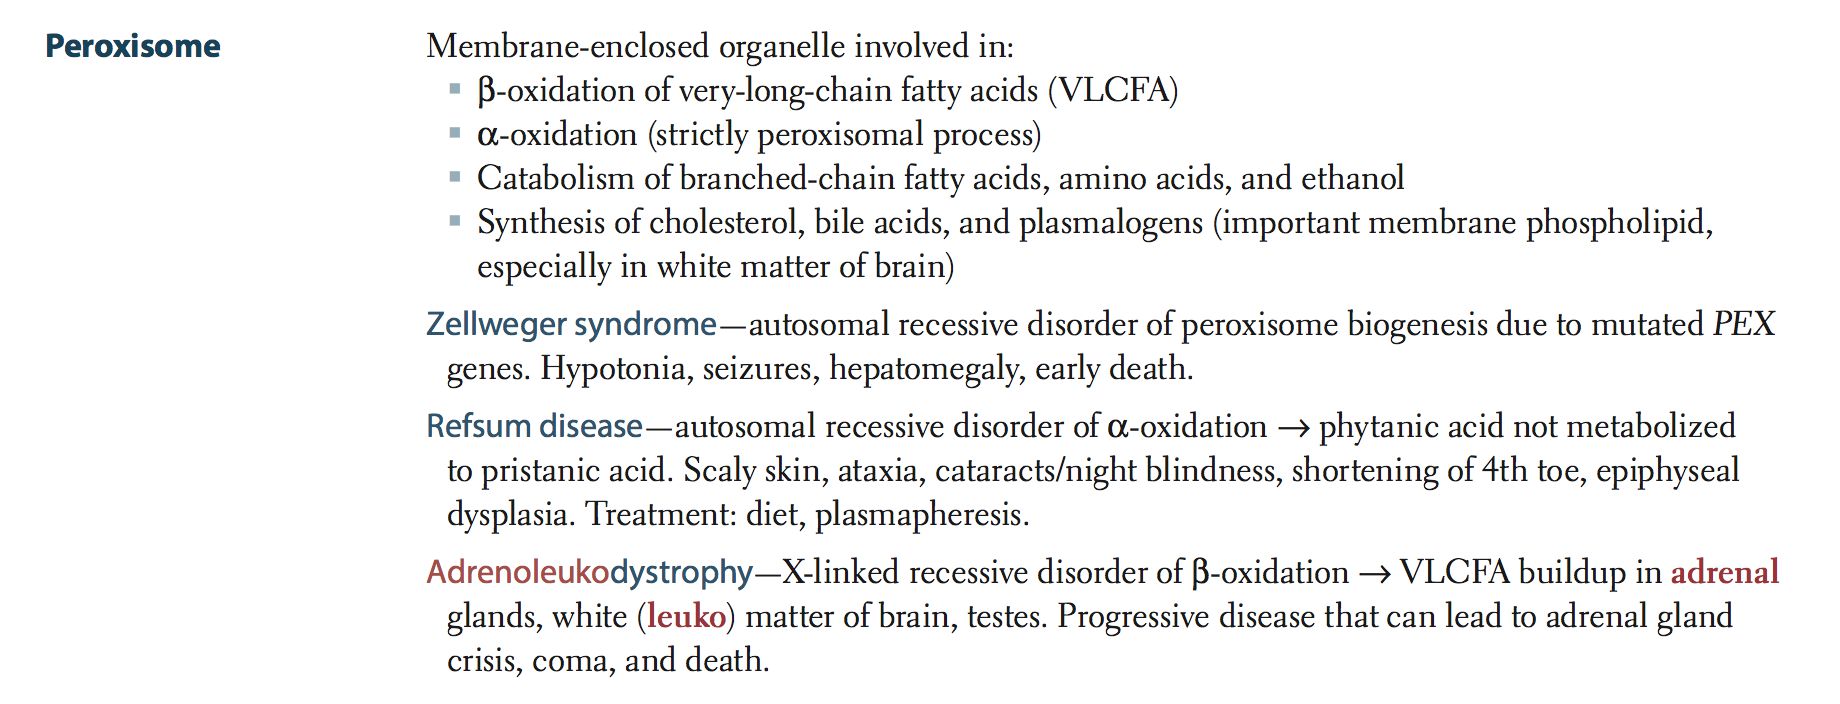 Peroxisome
Membrane-enclosed organelle involved in:
▪ β-oxidation of very-long-chain fatty acids (VLCFA)
▪ α-oxidation (strictly peroxisomal process)
▪ Catabolism of branched-chain fatty acids, amino acids, and ethanol
▪ Synthesis of cholesterol, bile acids, and plasmalogens (important membrane phospholipid,
especially in white matter of brain)
Zellweger syndrome—autosomal recessive disorder of peroxisome biogenesis due to mutated PEX
genes. Hypotonia, seizures, hepatomegaly, early death.
Refsum disease—autosomal recessive disorder of α-oxidation → phytanic acid not metabolized
to pristanic acid. Scaly skin, ataxia, cataracts/night blindness, shortening of 4th toe, epiphyseal
dysplasia. Treatment: diet, plasmapheresis.
Adrenoleukodystrophy—X-linked recessive disorder of β-oxidation → VLCFA buildup in adrenal
glands, white (leuko) matter of brain, testes. Progressive disease that can lead to adrenal gland
crisis, coma, and death.